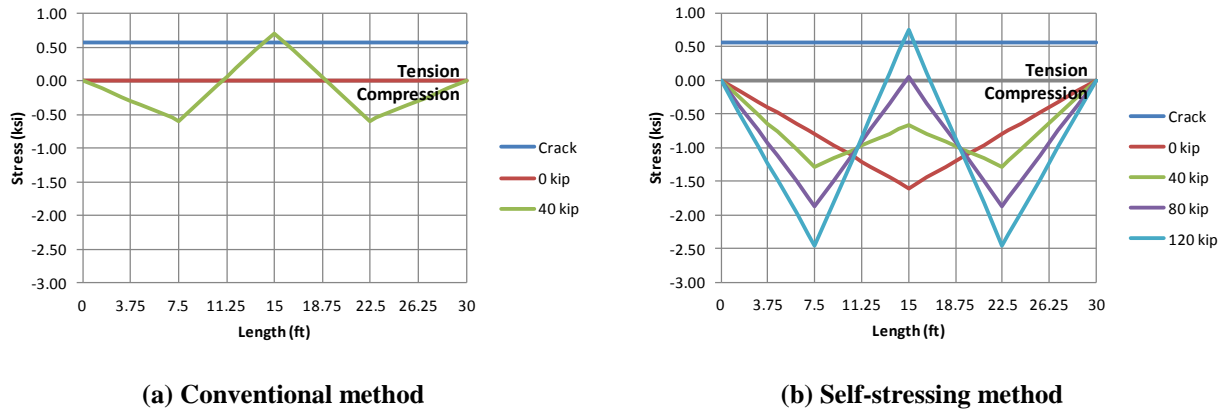 1.00
0.50
0.00
-0.50
-1.00
-1.50
-2.00
-2.50
-3.00
Stress (ksi)
Tension
Compression
0 3.75 7.5 11.25 15 18.75 22.5 26.25 30
Length (ft)
Crack
0 kip
40 kip
(a) Conventional method
1.00
0.50
0.00
-0.50
-1.00
-1.50
-2.00
-2.50
-3.00
Stress (ksi)
Tension
Compression
0 3.75 7.5 11.25 15 18.75 22.5 26.25 30
Length (ft)
Crack
0 kip
40 kip
80 kip
120 kip
(b) Self-stressing method